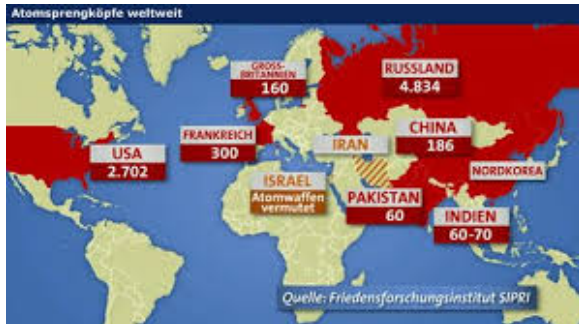 Atomsprengköpfe weltweit
GROSS-
BRITANNIEN
160
RUSSLAND
4.834
USA
2.702
FRANKREICH
300
IRAN
CHINA
186
NORDKOREA
ISRAEL
Atomwaffen
vermutet
PAKISTAN
60
INDIEN
60-70
Quelle: Friedensforschungsinstitut SIPRI